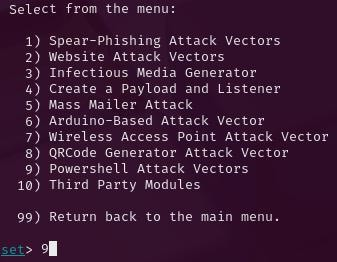 Select from the menu:
1) Spear-Phishing Attack Vectors
2) Website Attack Vectors
3) Infectious Media Generator
4) Create a Payload and Listener
5) Mass Mailer Attack
6) Arduino-Based Attack Vector
7) Wireless Access Point Attack Vector
8) QRCode Generator Attack Vector
9) Powershell Attack Vectors
10) Third Party Modules
99) Return back to the main menu.
set> 9